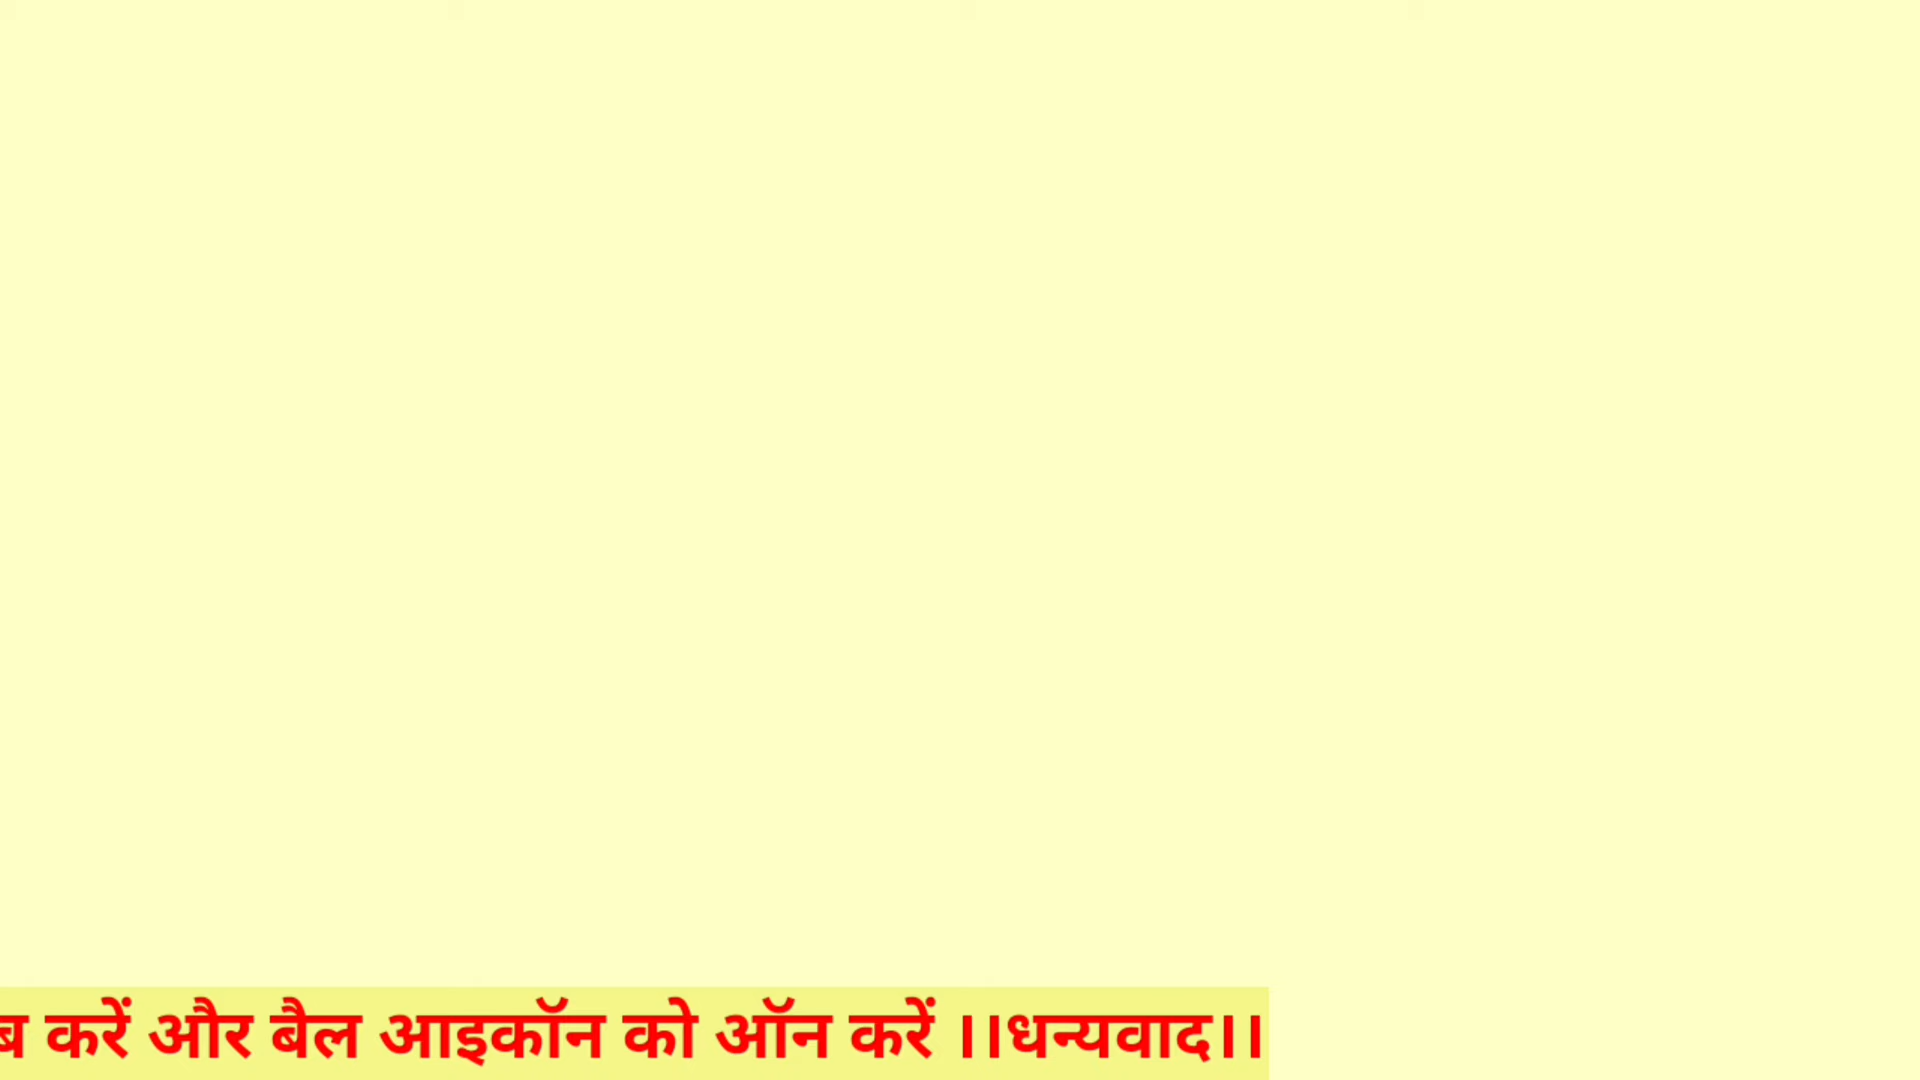 ब करें और बैल आइकॉन को ऑन करें ।।धन्यवाद।।